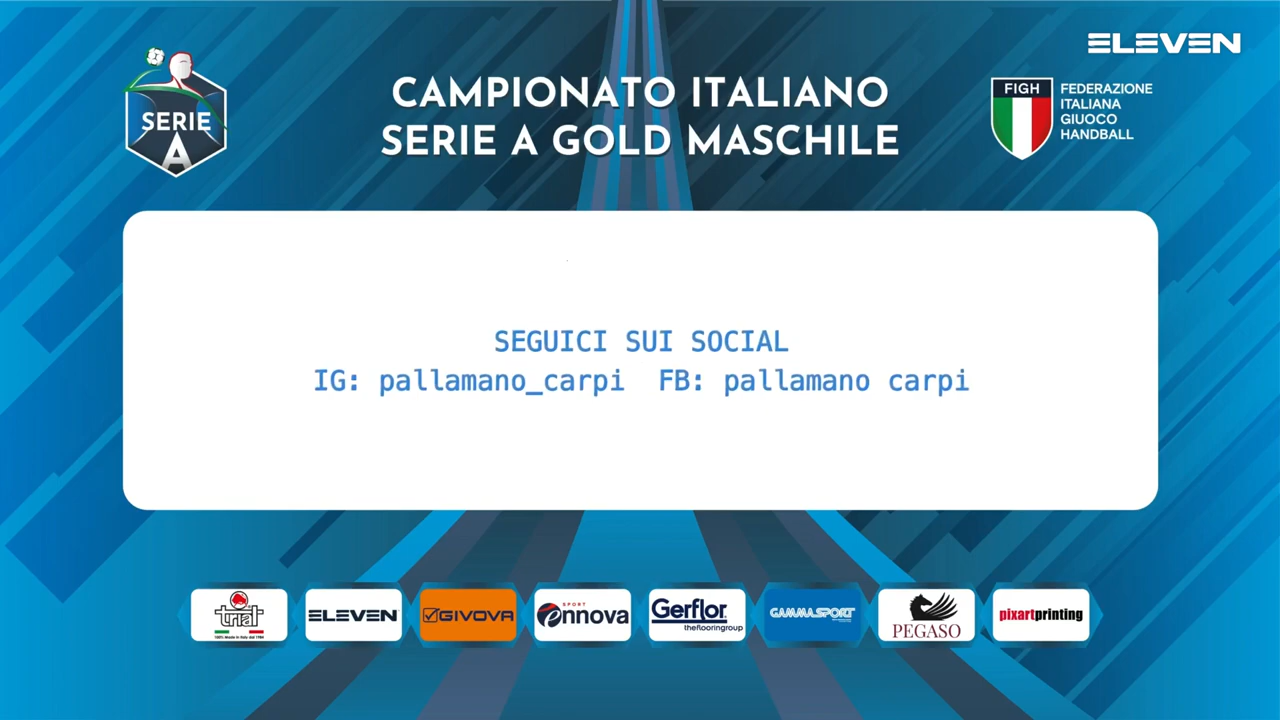 ELEVEN
SERIE
A
CAMPIONATO ITALIANO
SERIE A GOLD MASCHILE
FIGH
FEDERAZIONE
ITALIANA
GIUOCO
HANDBALL
SEGUICI SUI SOCIAL
IG: pallamano_carpi  FB: pallamano carpi
trial
ELEVEN
GIVOVA
SPORT
ennova
Gerflor
theflooringgroup
GAMMASPORT
PEGASO
pixartprinting